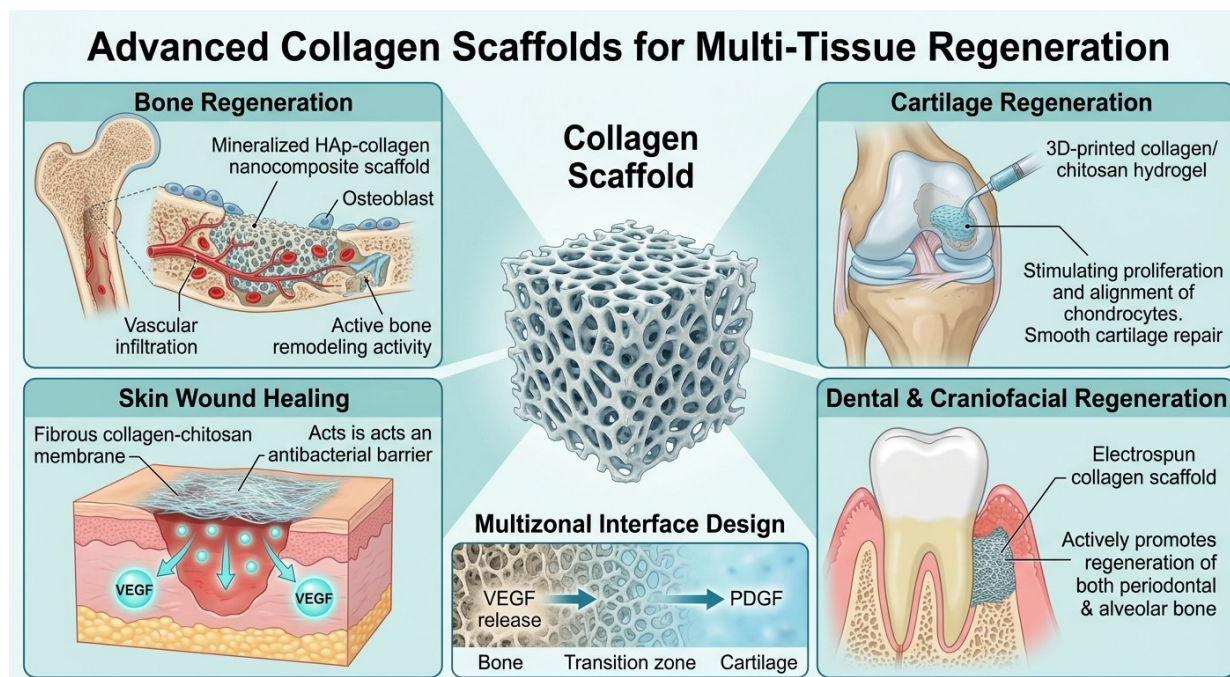 Advanced Collagen Scaffolds for Multi-Tissue Regeneration
Bone Regeneration
Mineralized HAp-collagen
nanocomposite scaffold
Osteoblast
Vascular
infiltration
Active bone
remodeling activity
Collagen
Scaffold
Cartilage Regeneration
3D-printed collagen/
chitosan hydrogel
Stimulating proliferation
and alignment of
chondrocytes.
Smooth cartilage repair
Skin Wound Healing
Fibrous collagen-chitosan
membrane
Acts is acts an
antibacterial barrier
VEGF
VEGF
Multizonal Interface Design
VEGF
release
PDGF
Bone
Transition zone
Cartilage
Dental & Craniofacial Regeneration
Electrospun
collagen scaffold
Actively promotes
regeneration of
both periodontal
& alveolar bone